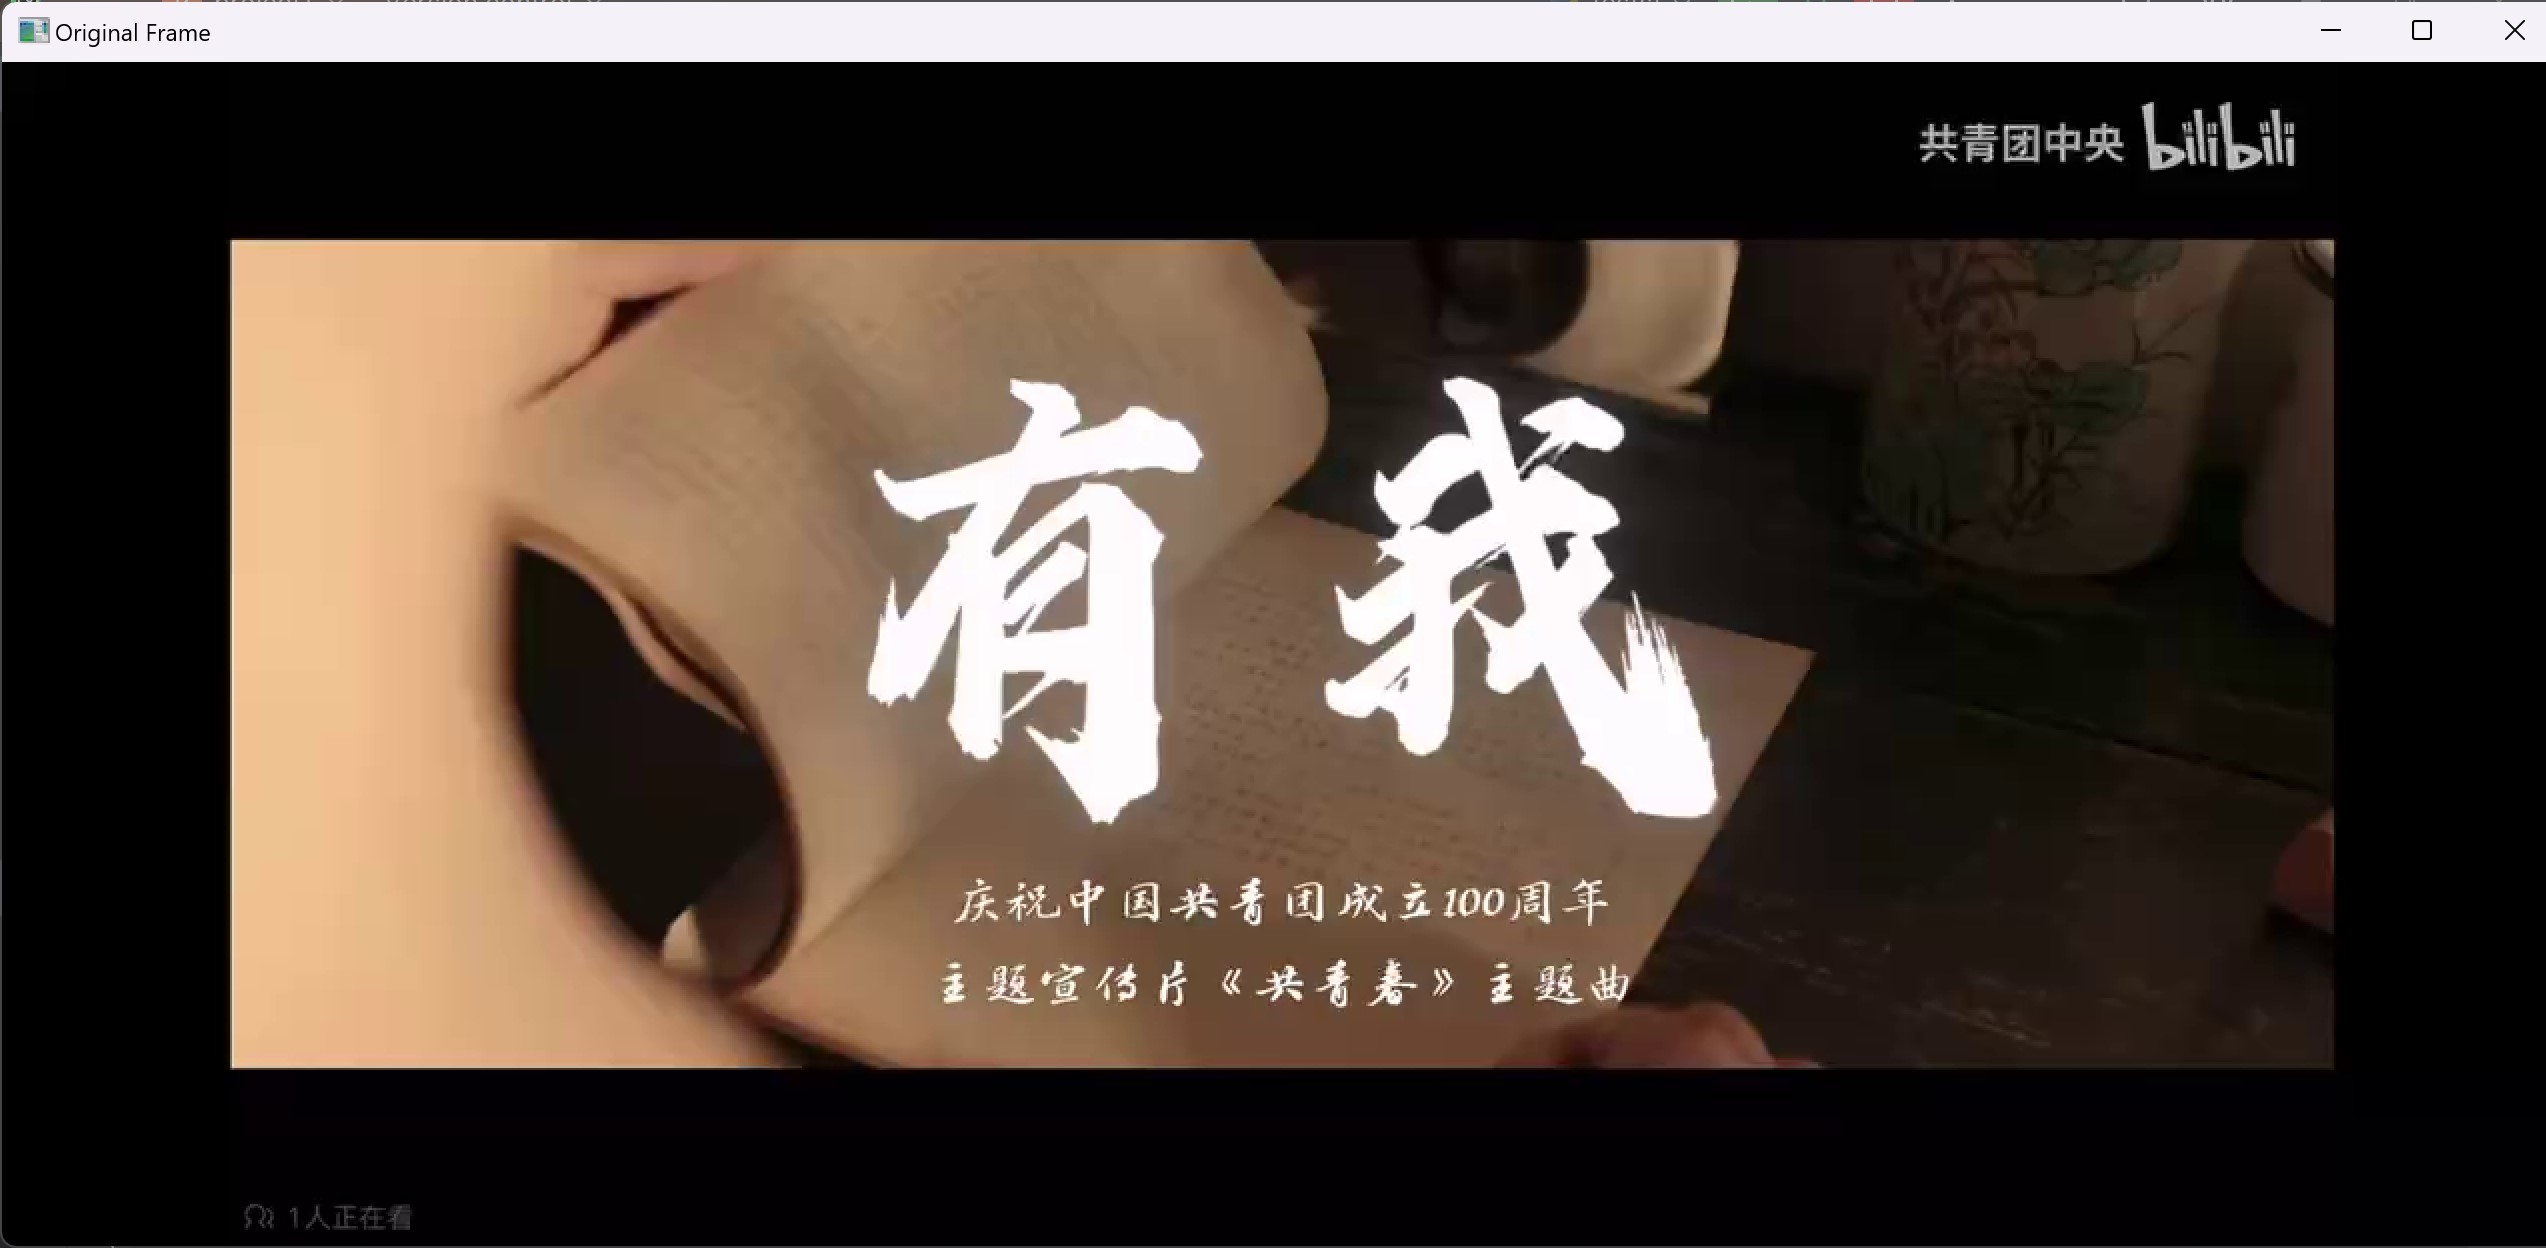 Original Frame
共青团中央 bilibili
有我
庆祝中国共青团成立100周年
主题宣传片《共青春》主题曲
1人正在看